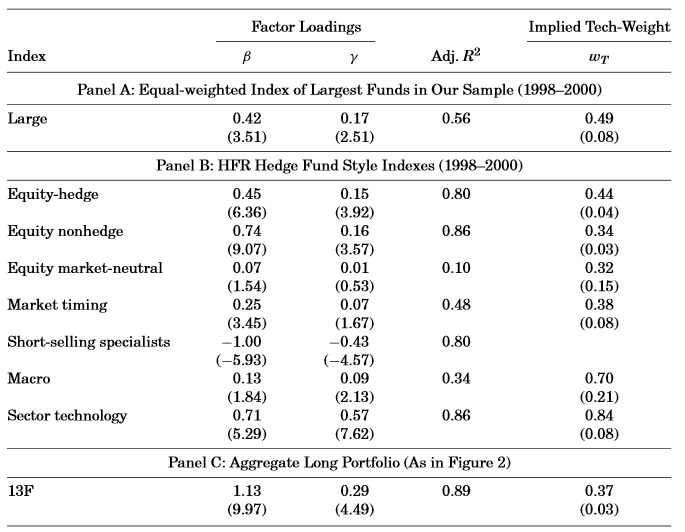 Factor Loadings Implied Tech-Weight
Index β γ Adj. R² w_T
Panel A: Equal-weighted Index of Largest Funds in Our Sample (1998–2000)
Large 0.42 0.17 0.56 0.49
(3.51) (2.51) (0.08)
Panel B: HFR Hedge Fund Style Indexes (1998–2000)
Equity-hedge 0.45 0.15 0.80 0.44
(6.36) (3.92) (0.04)
Equity nonhedge 0.74 0.16 0.86 0.34
(9.07) (3.57) (0.03)
Equity market-neutral 0.07 0.01 0.10 0.32
(1.54) (0.53) (0.15)
Market timing 0.25 0.07 0.48 0.38
(3.45) (1.67) (0.08)
Short-selling specialists −1.00 −0.43 0.80
(−5.93) (−4.57)
Macro 0.13 0.09 0.34 0.70
(1.84) (2.13) (0.21)
Sector technology 0.71 0.57 0.86 0.84
(5.29) (7.62) (0.08)
Panel C: Aggregate Long Portfolio (As in Figure 2)
13F 1.13 0.29 0.89 0.37
(9.97) (4.49) (0.03)